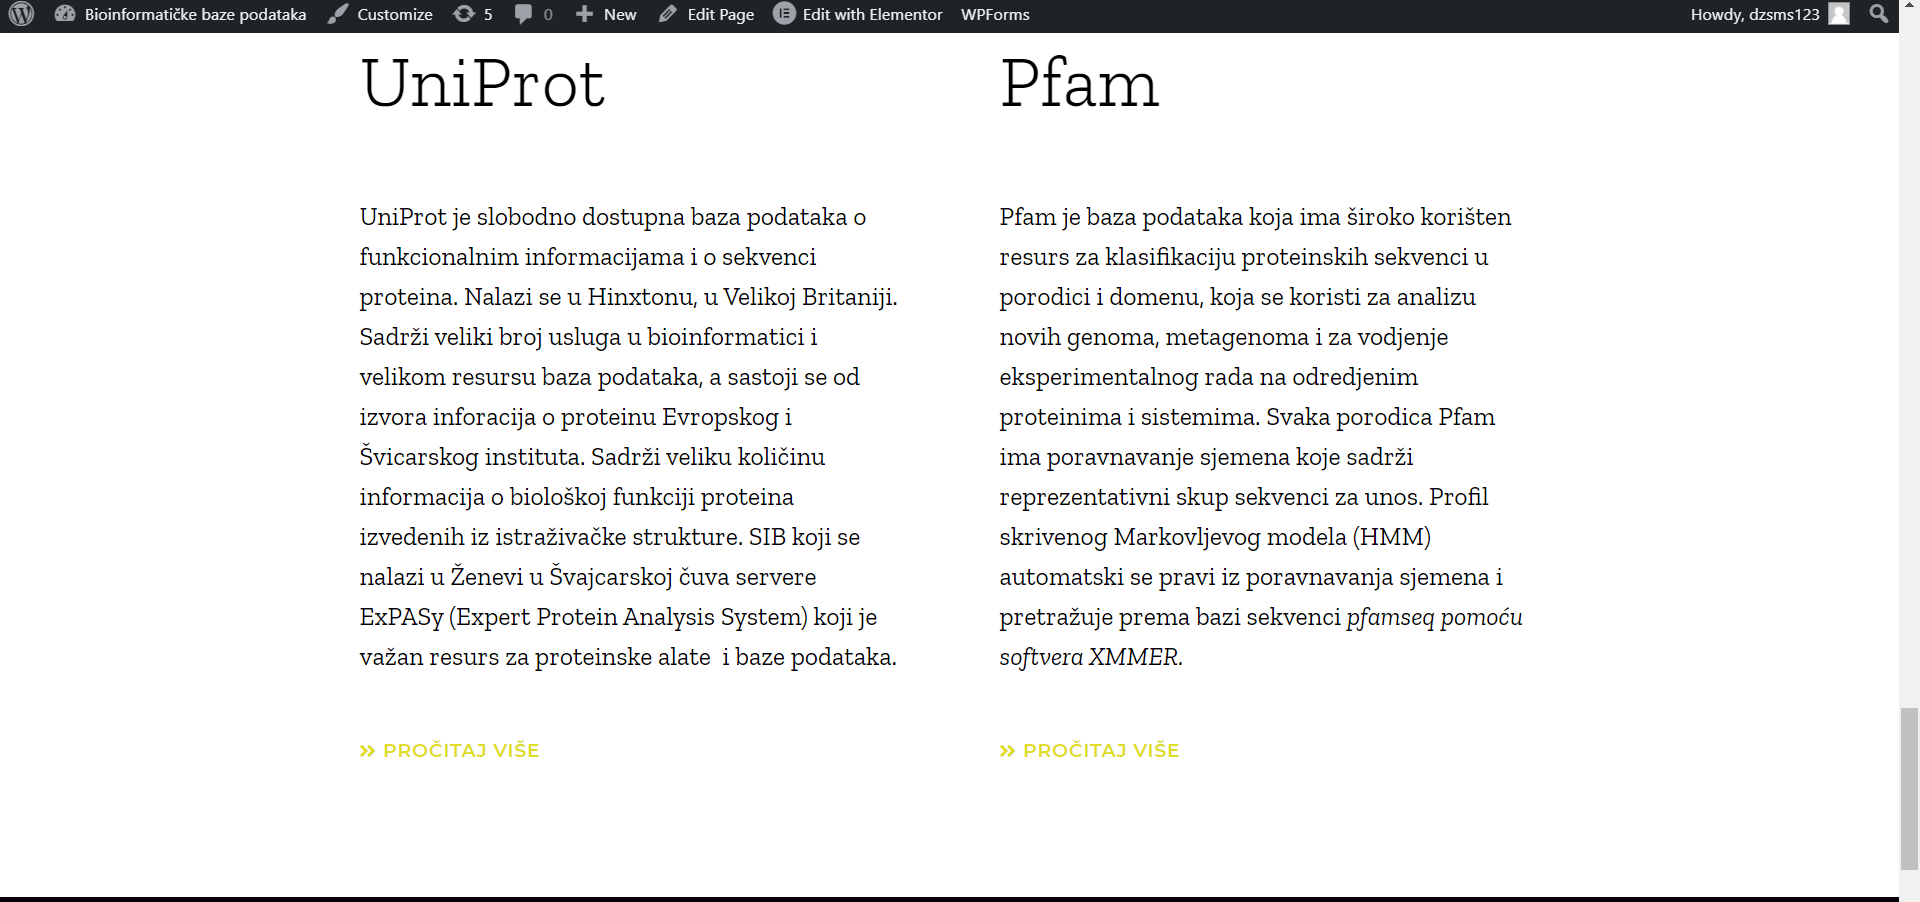 Bioinformatičke baze podataka Customize 5 0 New Edit Page Edit with Elementor WPForms Howdy, dzsms123
UniProt
UniProt je slobodno dostupna baza podataka o
funkcionalnim informacijama i o sekvenci
proteina. Nalazi se u Hinxtonu, u Velikoj Britaniji.
Sadrži veliki broj usluga u bioinformatici i
velikom resursu baza podataka, a sastoji se od
izvora inforacija o proteinu Evropskog i
Švicarskog instituta. Sadrži veliku količinu
informacija o biološkoj funkciji proteina
izvedenih iz istraživačke strukture. SIB koji se
nalazi u Ženevi u Švajcarskoj čuva servere
ExPASy (Expert Protein Analysis System) koji je
važan resurs za proteinske alate  i baze podataka.
» PROČITAJ VIŠE
Pfam
Pfam je baza podataka koja ima široko korišten
resurs za klasifikaciju proteinskih sekvenci u
porodici i domenu, koja se koristi za analizu
novih genoma, metagenoma i za vodjenje
eksperimentalnog rada na odredjenim
proteinima i sistemima. Svaka porodica Pfam
ima poravnavanje sjemena koje sadrži
reprezentativni skup sekvenci za unos. Profil
skrivenog Markovljevog modela (HMM)
automatski se pravi iz poravnavanja sjemena i
pretražuje prema bazi sekvenci pfamseq pomoću
softvera XMMER.
» PROČITAJ VIŠE